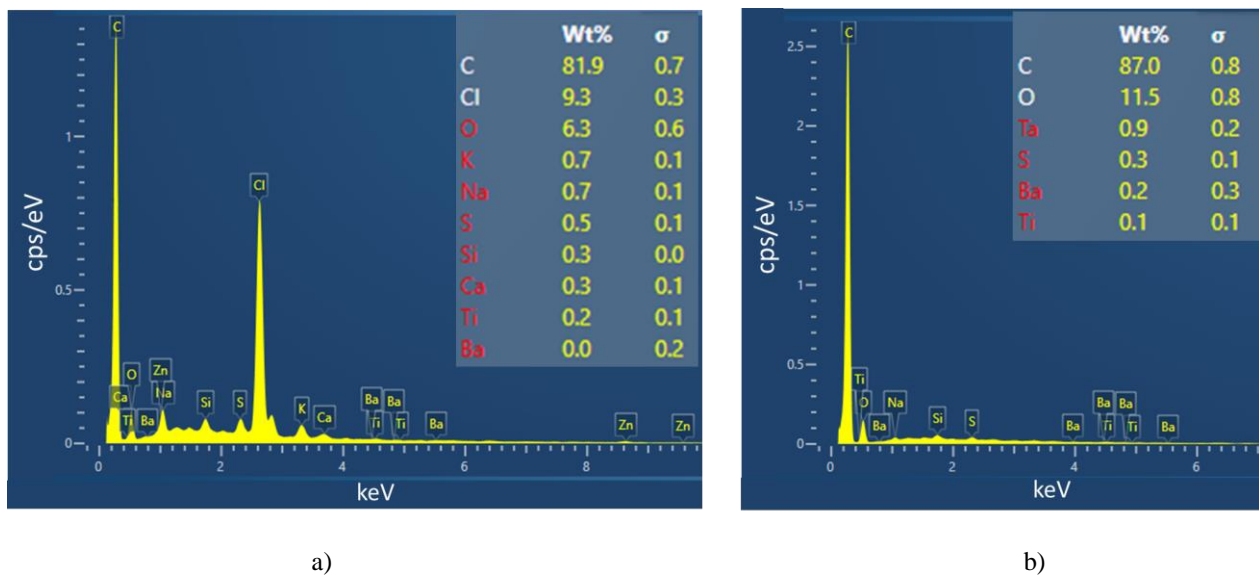 C
Wt% σ
C 81.9 0.7
Cl 9.3 0.3
O 6.3 0.6
K 0.7 0.1
Na 0.7 0.1
S 0.5 0.1
Si 0.3 0.0
Ca 0.3 0.1
Ti 0.2 0.1
Ba 0.0 0.2
1
0.5
0
cps/eV
Cl
O Zn
Ca Na Si S K Ca Ba Ba
Ti Ba Ti Ti Ba Zn Zn
0 2 4 6 8
keV
a)
C
Wt% σ
C 87.0 0.8
O 11.5 0.8
Ta 0.9 0.2
S 0.3 0.1
Ba 0.2 0.3
Ti 0.1 0.1
2.5
2
1.5
1
0.5
0
cps/eV
Ti
O Na Ba Ba
Ba Si S Ba Ti Ti Ba
0 2 4 6
keV
b)